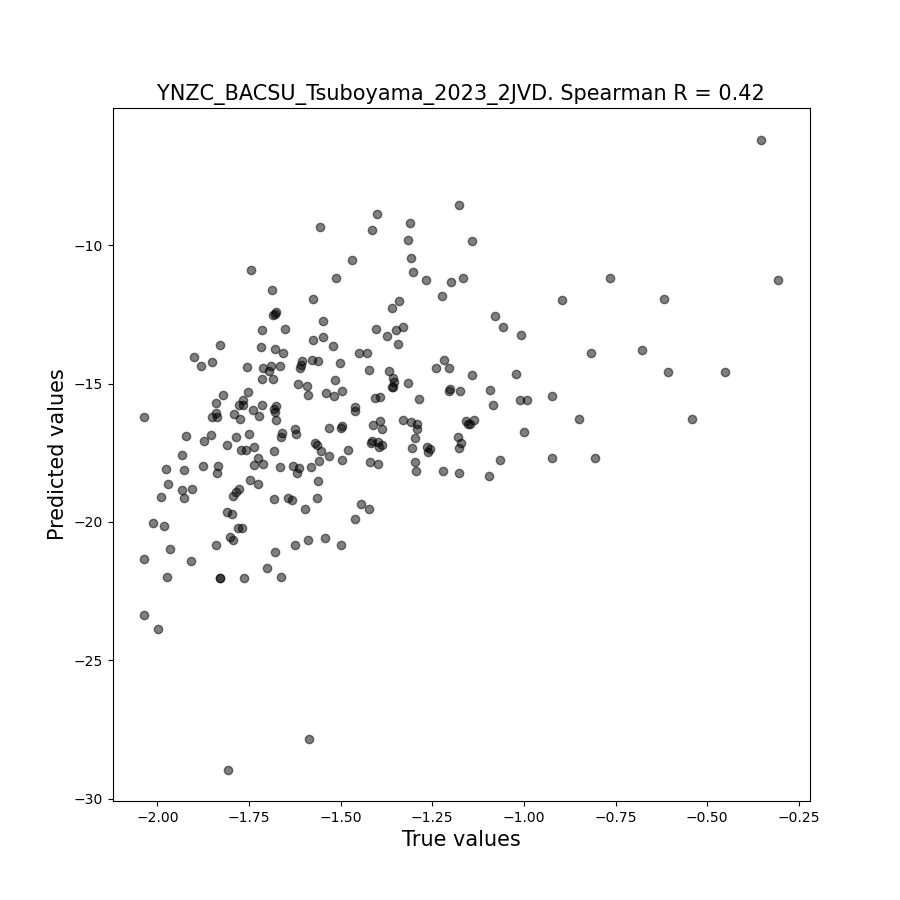 YNZC_BACSU_Tsuboyama_2023_2JVD. Spearman R = 0.42
Predicted values
−10
−15
−20
−25
−30
−2.00 −1.75 −1.50 −1.25 −1.00 −0.75 −0.50 −0.25
True values